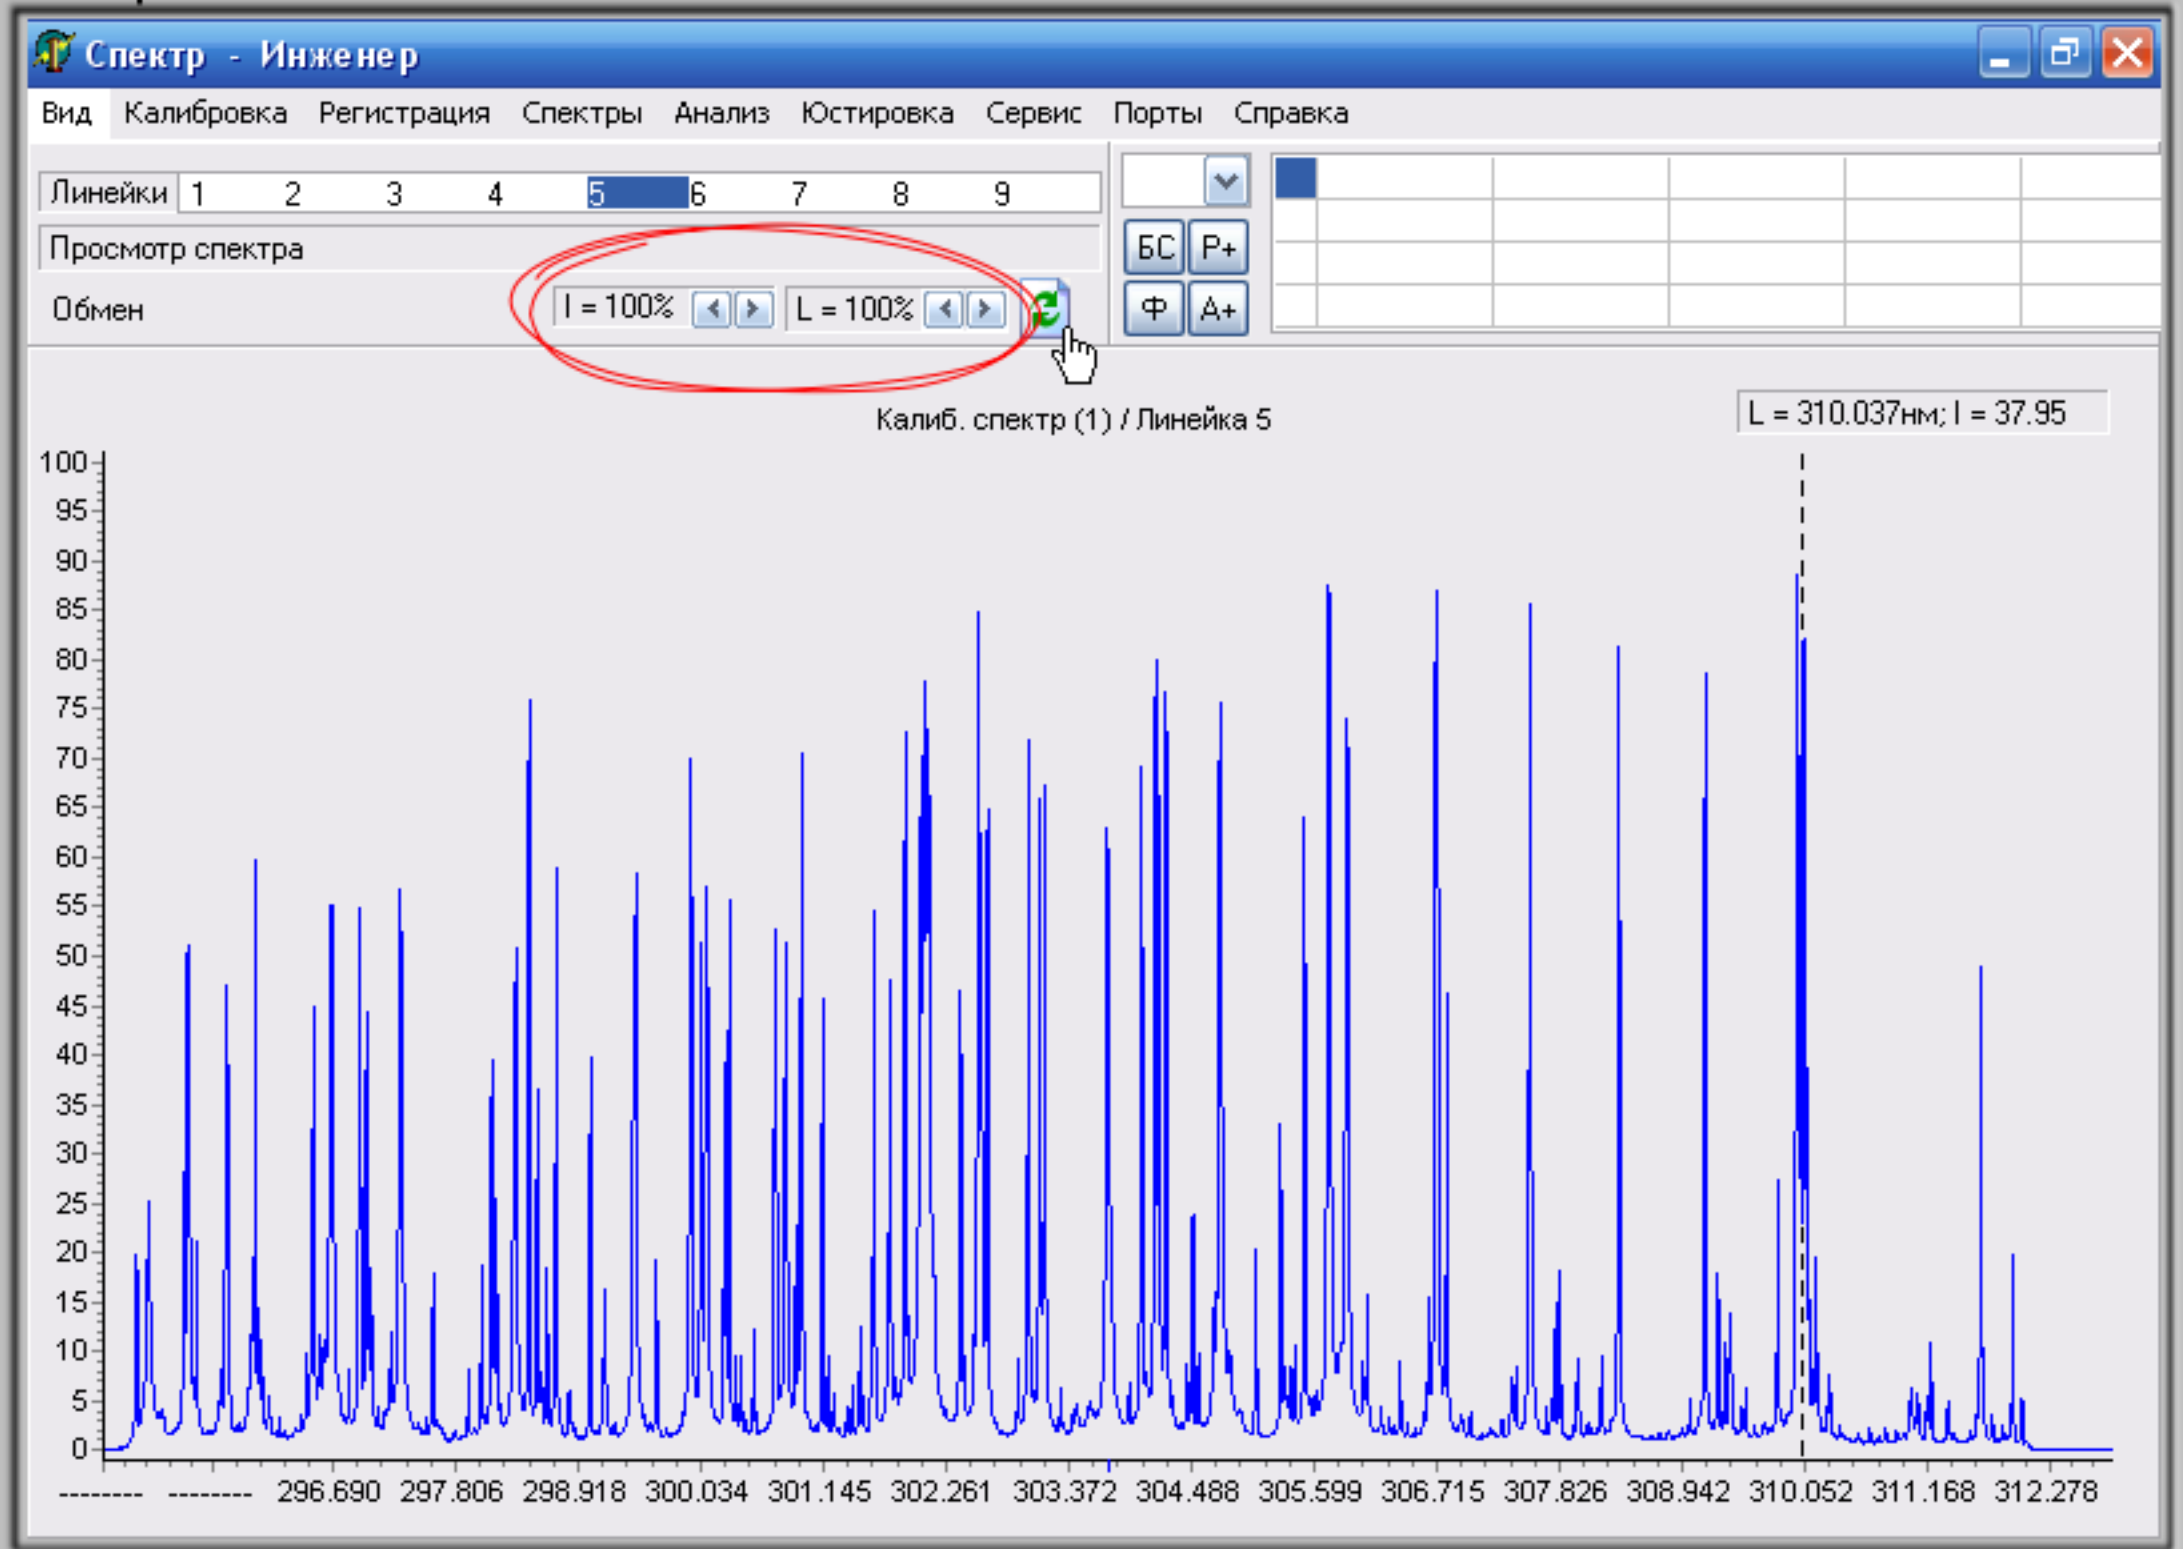 Спектр - Инженер
Вид Калибровка Регистрация Спектры Анализ Юстировка Сервис Порты Справка
Линейки 1 2 3 4 5 6 7 8 9
Просмотр спектра
БС Р+
Обмен I = 100% L = 100%
Ф А+
Калиб. спектр (1) / Линейка 5
L = 310.037нм; I = 37.95
100
95
90
85
80
75
70
65
60
55
50
45
40
35
30
25
20
15
10
5
0
-------- -------- 296.690 297.806 298.918 300.034 301.145 302.261 303.372 304.488 305.599 306.715 307.826 308.942 310.052 311.168 312.278